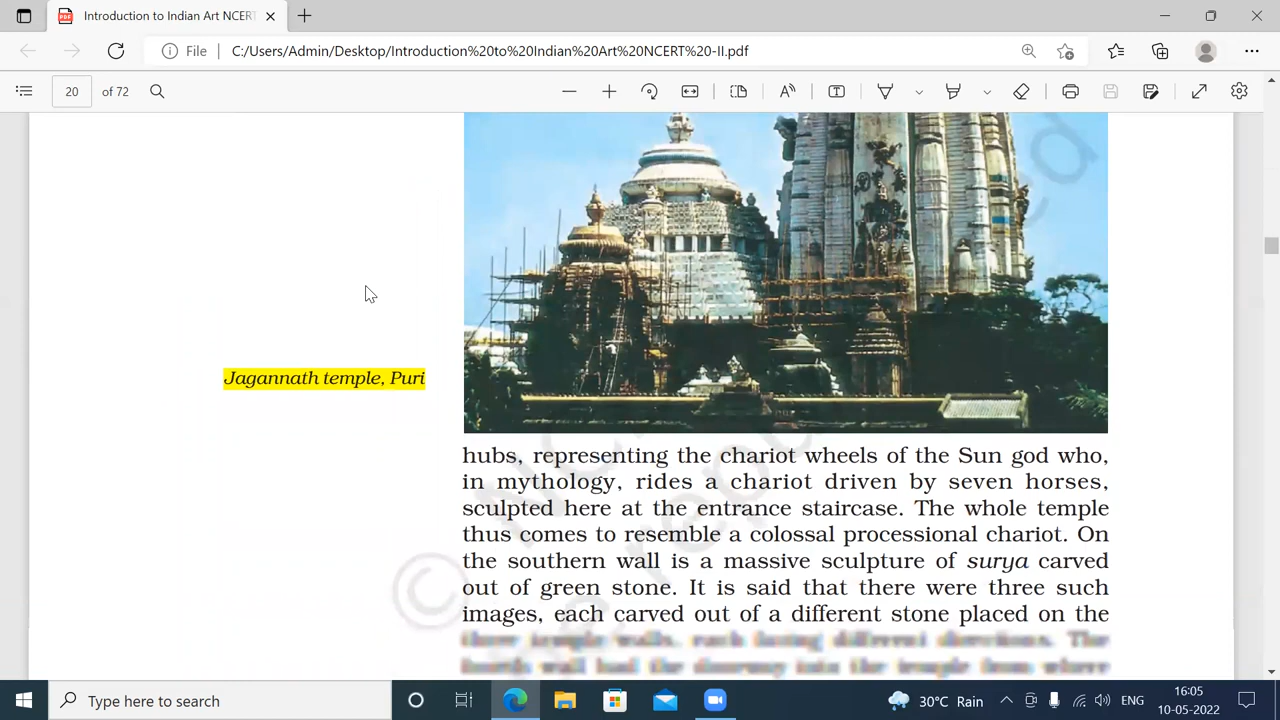 Introduction to Indian Art NCERT
File
C:/Users/Admin/Desktop/Introduction%20to%20Indian%20Art%20NCERT%20-II.pdf
20 of 72
Jagannath temple, Puri
hubs, representing the chariot wheels of the Sun god who,
in mythology, rides a chariot driven by seven horses,
sculpted here at the entrance staircase. The whole temple
thus comes to resemble a colossal processional chariot. On
the southern wall is a massive sculpture of surya carved
out of green stone. It is said that there were three such
images, each carved out of a different stone placed on the
Type here to search
30°C Rain
ENG
16:05
10-05-2022